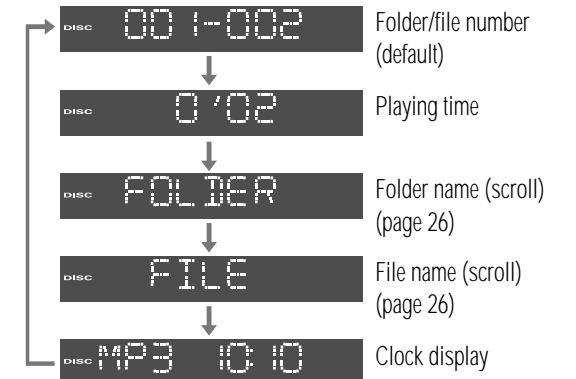 DISC 001-002 Folder/file number
(default)
DISC 0'02 Playing time
DISC FOLDER Folder name (scroll)
(page 26)
DISC FILE File name (scroll)
(page 26)
DISC MP3 10:10 Clock display